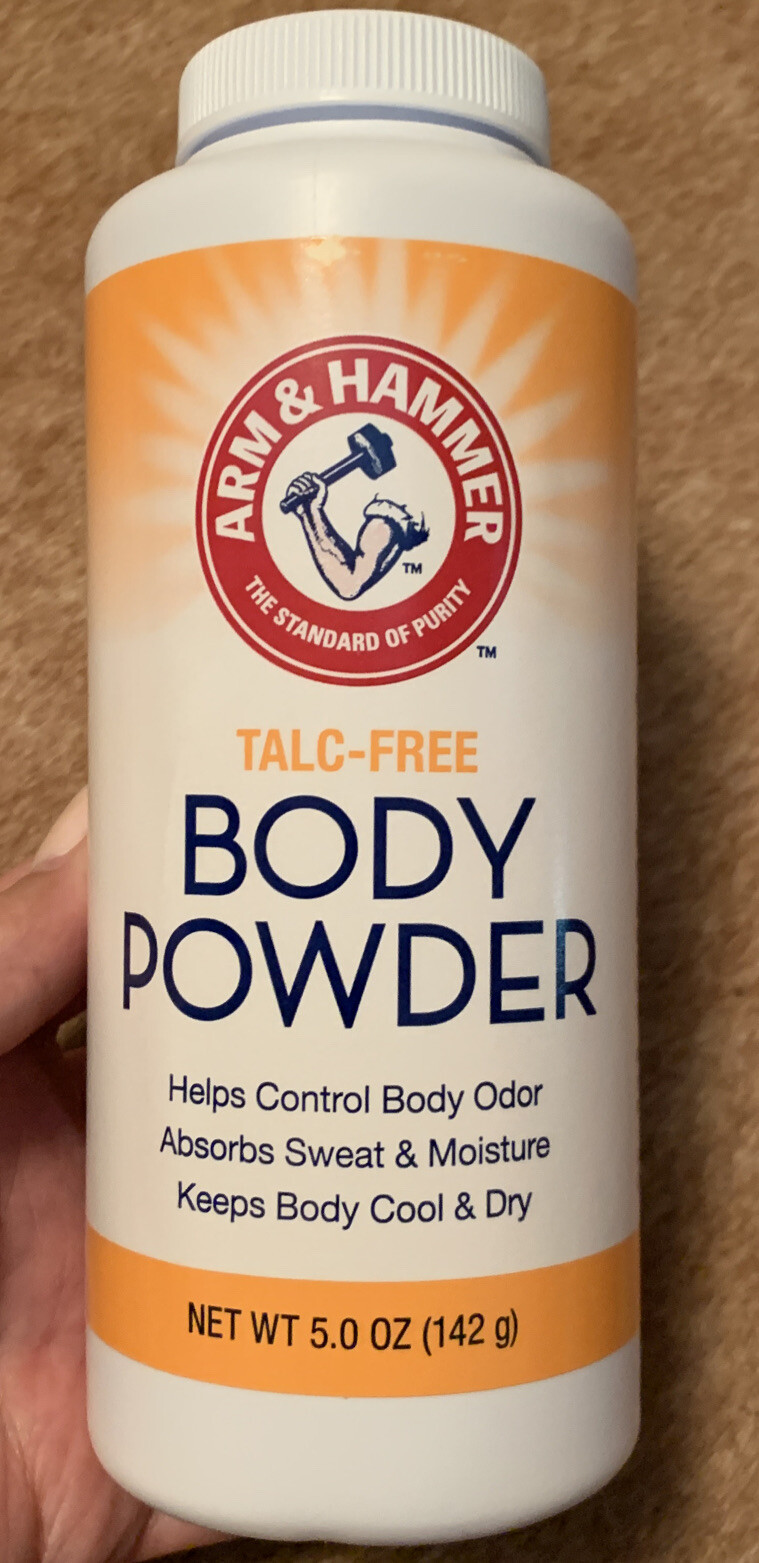 ARM & HAMMER
TM
THE STANDARD OF PURITY
TM
TALC-FREE
BODY
POWDER
Helps Control Body Odor
Absorbs Sweat & Moisture
Keeps Body Cool & Dry
NET WT 5.0 OZ (142 g)